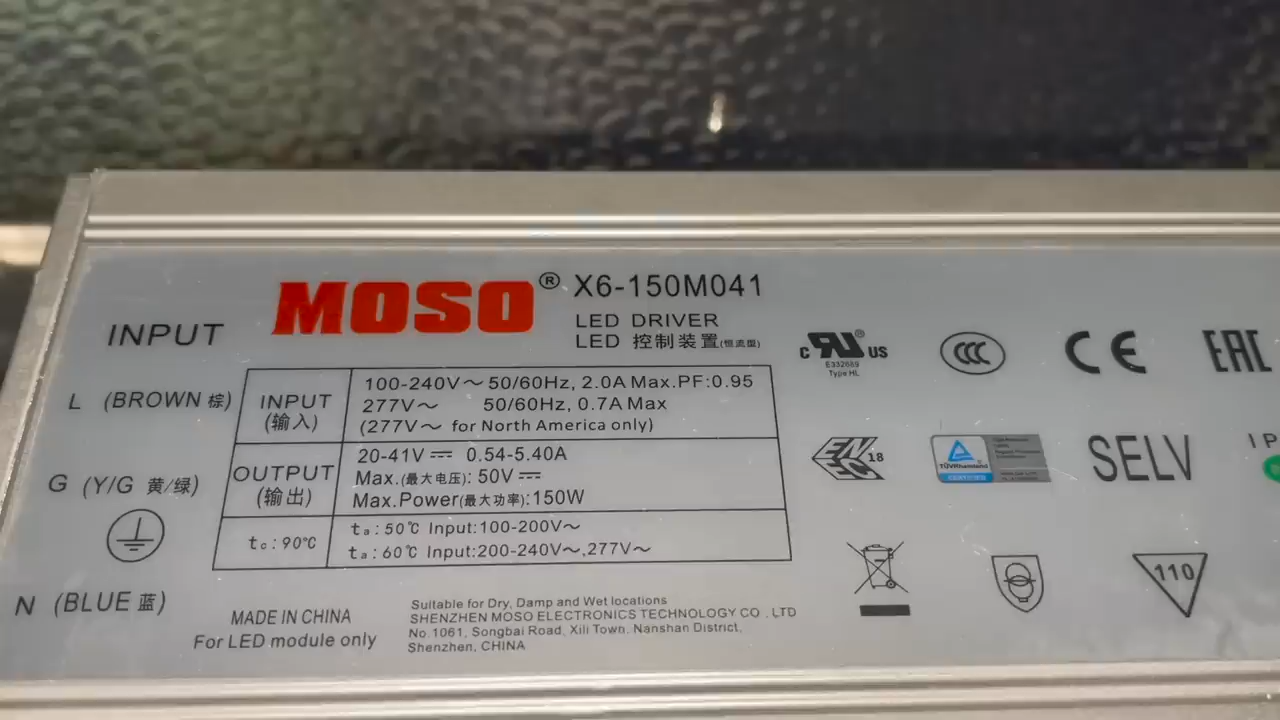 MOSO® X6-150M041
LED DRIVER
LED 控制装置(恒流型)
INPUT
L (BROWN 棕)
G (Y/G 黄/绿)
N (BLUE 蓝)
INPUT
(输入)
100-240V～ 50/60Hz, 2.0A Max.PF:0.95
277V～ 50/60Hz, 0.7A Max
(277V～ for North America only)
OUTPUT
(输出)
20-41V⎓ 0.54-5.40A
Max.(最大电压): 50V⎓
Max.Power(最大功率):150W
tc:90℃
ta:50℃ Input:100-200V～
ta:60℃ Input:200-240V～,277V～
MADE IN CHINA
For LED module only
Suitable for Dry, Damp and Wet locations
SHENZHEN MOSO ELECTRONICS TECHNOLOGY CO.,LTD
No.1061, Songbai Road, Xili Town, Nanshan District,
Shenzhen, CHINA
c RU® US
E332689
Type HL
CCC
CE
EAC
ENEC 18
TÜVRheinland
CERTIFIED
SELV
IP
110